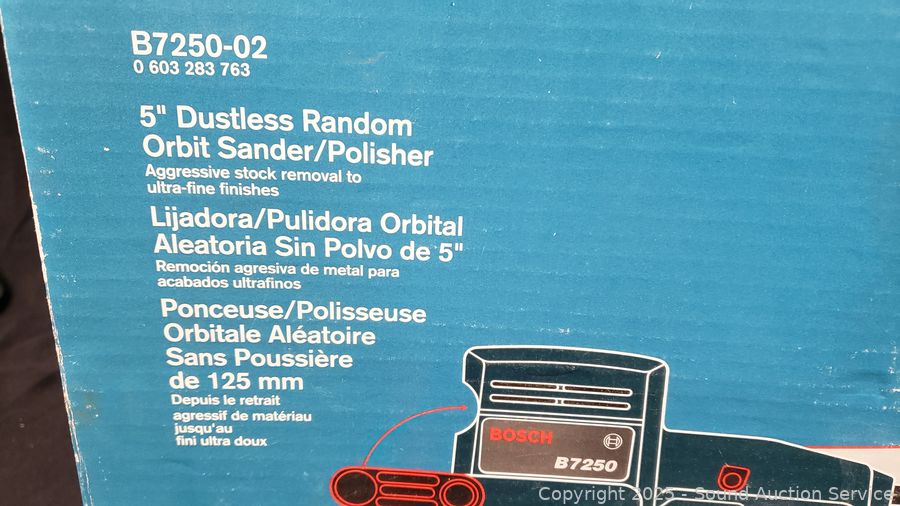 B7250-02
0 603 283 763
5" Dustless Random
Orbit Sander/Polisher
Aggressive stock removal to
ultra-fine finishes
Lijadora/Pulidora Orbital
Aleatoria Sin Polvo de 5"
Remoción agresiva de metal para
acabados ultrafinos
Ponceuse/Polisseuse
Orbitale Aléatoire
Sans Poussière
de 125 mm
Depuis le retrait
agressif de matériau
jusqu'au
fini ultra doux
BOSCH
B7250
Copyright 2025 - Sound Auction Service